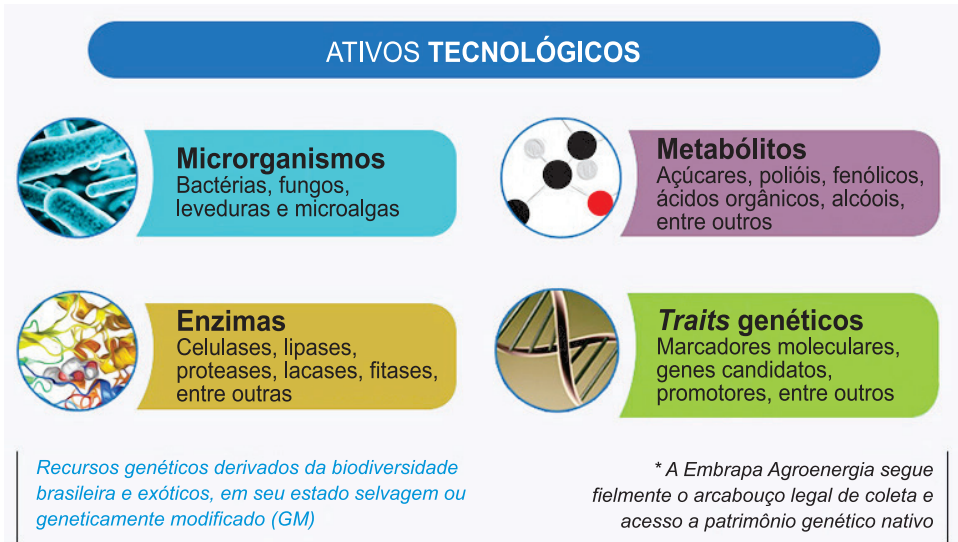 ATIVOS TECNOLÓGICOS
Microrganismos
Bactérias, fungos,
leveduras e microalgas
Metabólitos
Açúcares, polióis, fenólicos,
ácidos orgânicos, alcóois,
entre outros
Enzimas
Celulases, lipases,
proteases, lacases, fitases,
entre outras
Traits genéticos
Marcadores moleculares,
genes candidatos,
promotores, entre outros
Recursos genéticos derivados da biodiversidade
brasileira e exóticos, em seu estado selvagem ou
geneticamente modificado (GM)
* A Embrapa Agroenergia segue
fielmente o arcabouço legal de coleta e
acesso a patrimônio genético nativo